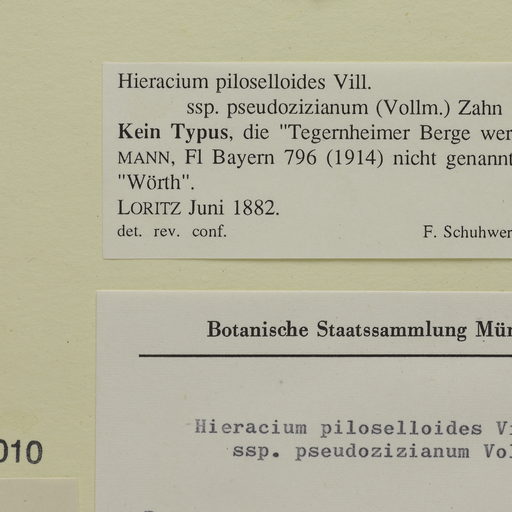 Hieracium piloselloides Vill.
ssp. pseudozizianum (Vollm.) Zahn
Kein Typus, die "Tegernheimer Berge wer
MANN, Fl Bayern 796 (1914) nicht genannt
"Wörth".
LORITZ Juni 1882.
det. rev. conf. F. Schuhwer
Botanische Staatssammlung Mün
Hieracium piloselloides Vi
ssp. pseudozizianum Vol
010